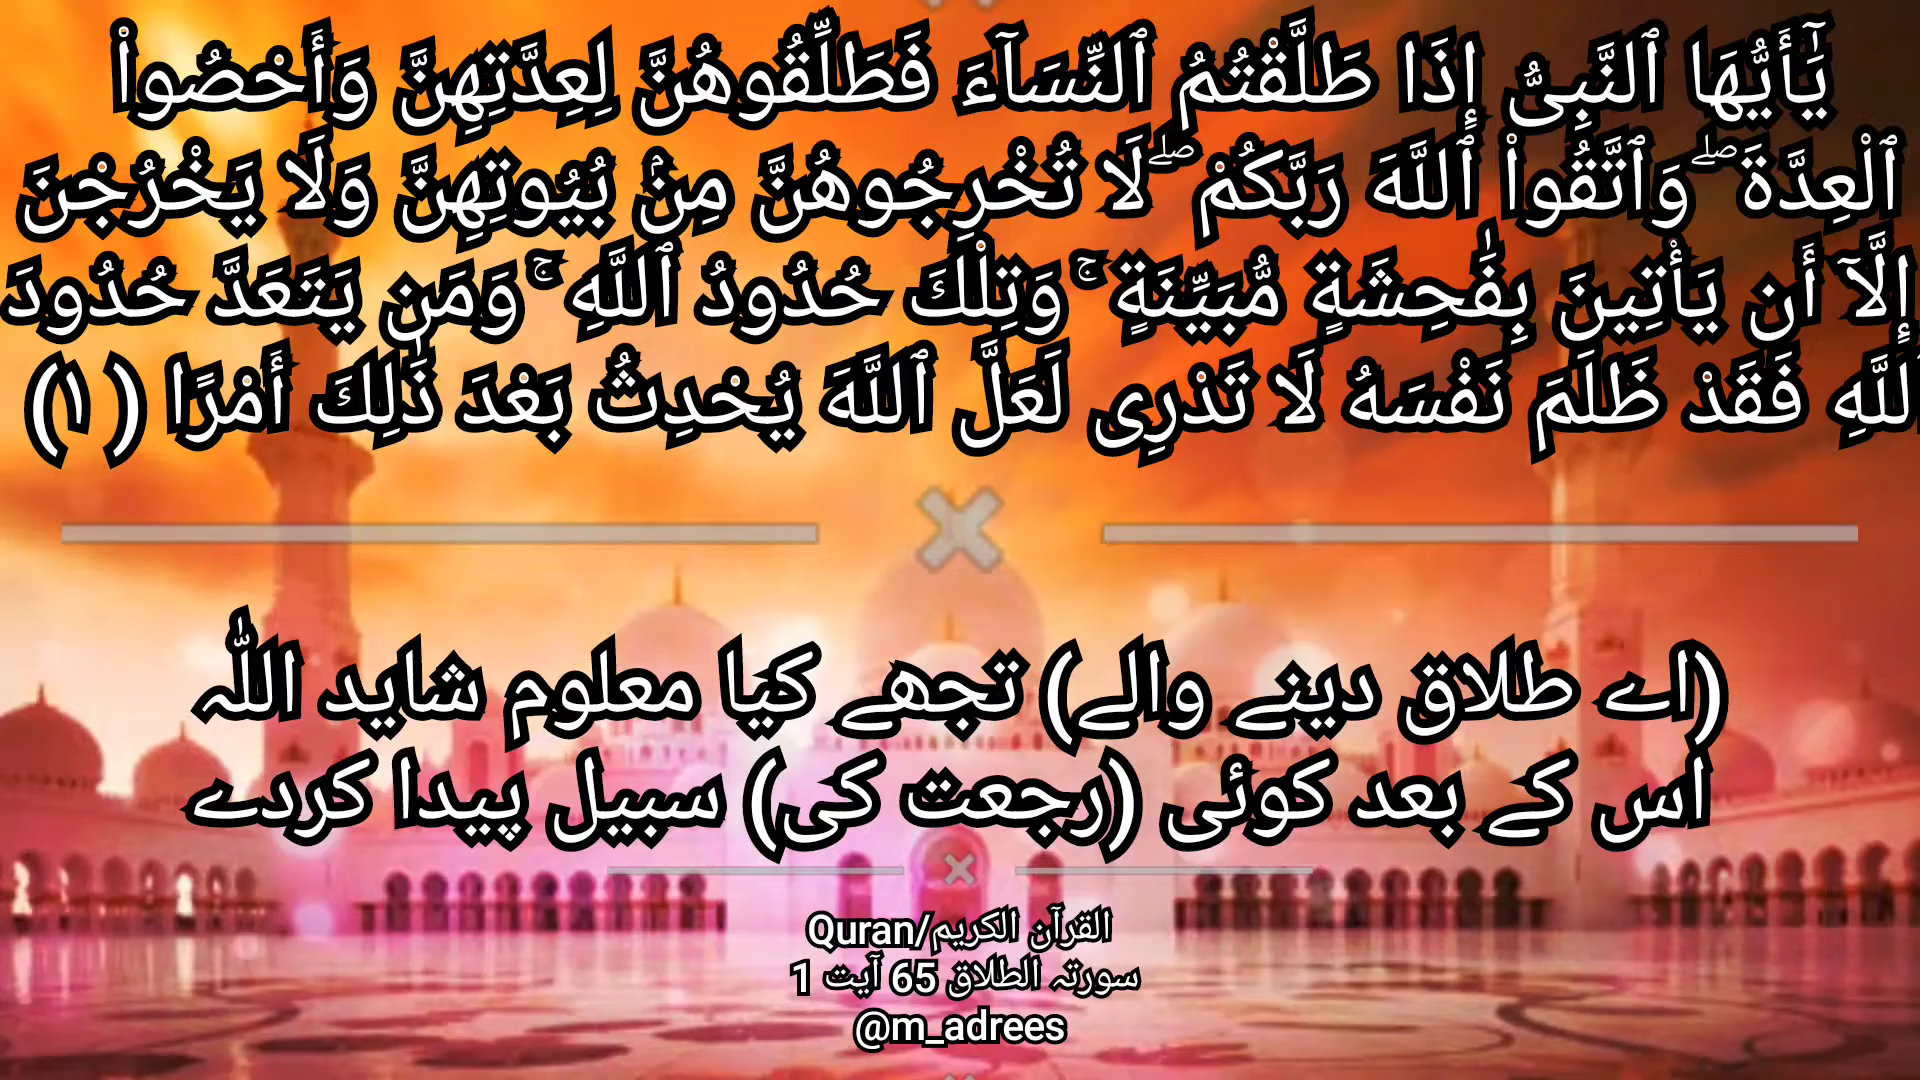 يَٰٓأَيُّهَا ٱلنَّبِىُّ إِذَا طَلَّقْتُمُ ٱلنِّسَآءَ فَطَلِّقُوهُنَّ لِعِدَّتِهِنَّ وَأَحْصُوا۟
ٱلْعِدَّةَ ۖ وَٱتَّقُوا۟ ٱللَّهَ رَبَّكُمْ ۖ لَا تُخْرِجُوهُنَّ مِنۢ بُيُوتِهِنَّ وَلَا يَخْرُجْنَ
إِلَّآ أَن يَأْتِينَ بِفَٰحِشَةٍ مُّبَيِّنَةٍ ۚ وَتِلْكَ حُدُودُ ٱللَّهِ ۚ وَمَن يَتَعَدَّ حُدُودَ
ٱللَّهِ فَقَدْ ظَلَمَ نَفْسَهُ لَا تَدْرِى لَعَلَّ ٱللَّهَ يُحْدِثُ بَعْدَ ذَٰلِكَ أَمْرًا (١)
(اے طلاق دینے والے) تجھے کیا معلوم شاید اللّٰہ
اس کے بعد کوئی (رجعت کی) سبیل پیدا کردے
Quran/القرآن الکریم
سورتہ الطلاق 65 آیت 1
@m_adrees